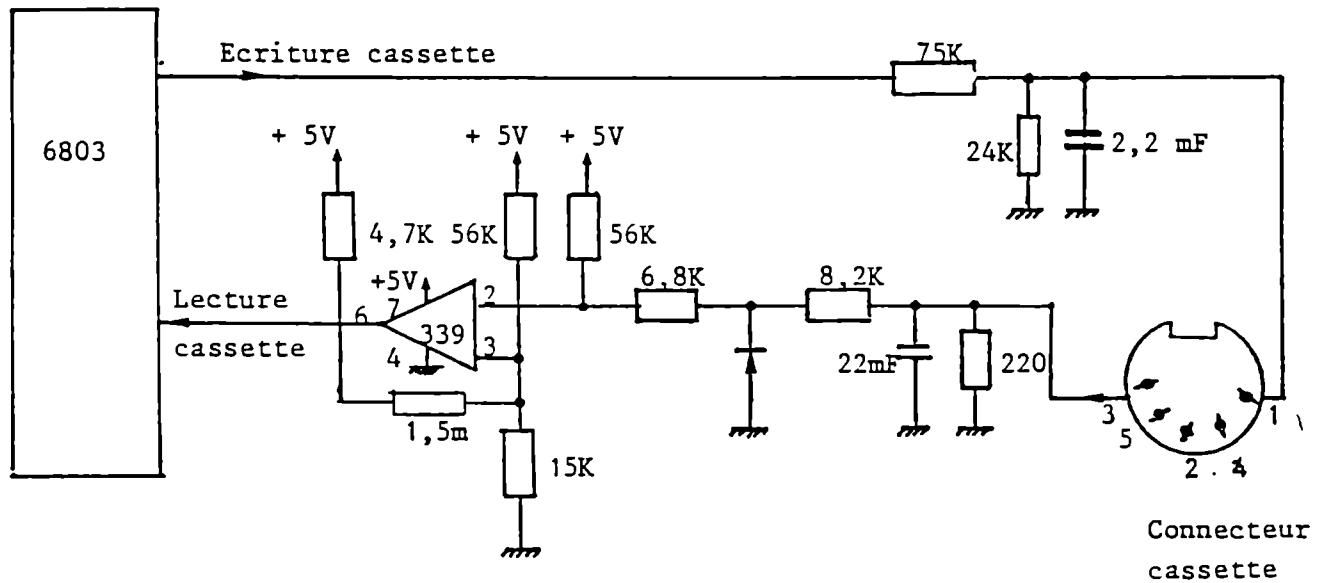 Ecriture cassette
75K
6803
+ 5V
+ 5V
+ 5V
24K
2,2 mF
4,7K
56K
56K
+5V
6,8K
8,2K
Lecture
cassette
6
7
2
339
4
3
22mF
220
1,5m
15K
3
5
2 . 4
1
Connecteur
cassette